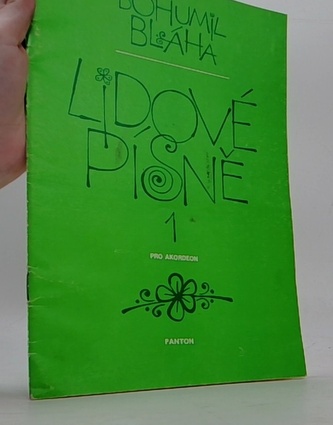 BOHUMIL
BLÁHA
LIDOVÉ
PÍSNĚ
1
PRO AKORDEON
PANTON